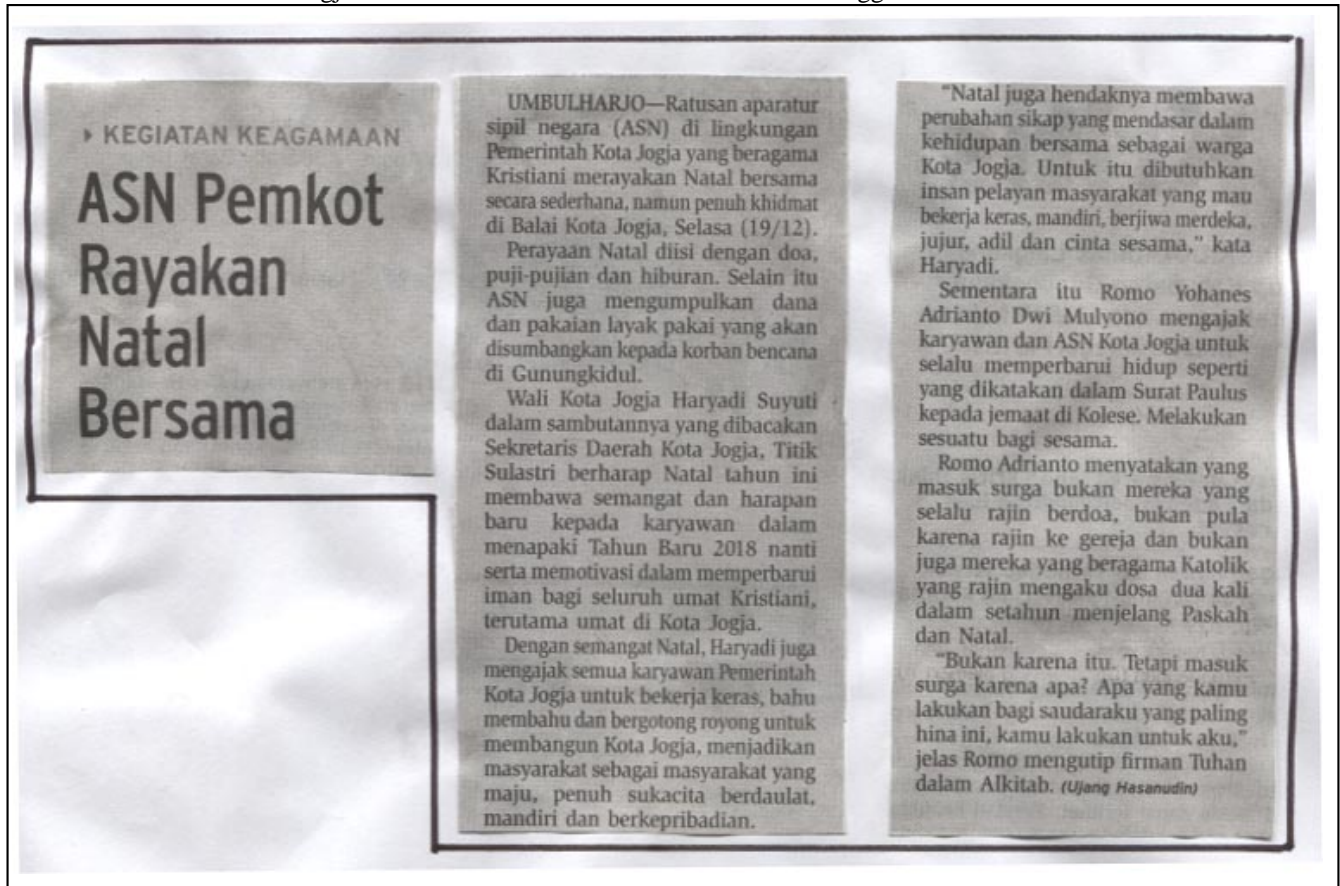 KEGIATAN KEAGAMAAN
ASN Pemkot
Rayakan
Natal
Bersama
UMBULHARJO—Ratusan aparatur
sipil negara (ASN) di lingkungan
Pemerintah Kota Jogja yang beragama
Kristiani merayakan Natal bersama
secara sederhana, namun penuh khidmat
di Balai Kota Jogja, Selasa (19/12).
Perayaan Natal diisi dengan doa,
puji-pujian dan hiburan. Selain itu
ASN juga mengumpulkan dana
dan pakaian layak pakai yang akan
disumbangkan kepada korban bencana
di Gunungkidul.
Wali Kota Jogja Haryadi Suyuti
dalam sambutannya yang dibacakan
Sekretaris Daerah Kota Jogja, Titik
Sulastri berharap Natal tahun ini
membawa semangat dan harapan
baru kepada karyawan dalam
menapaki Tahun Baru 2018 nanti
serta memotivasi dalam memperbarui
iman bagi seluruh umat Kristiani,
terutama umat di Kota Jogja.
Dengan semangat Natal, Haryadi juga
mengajak semua karyawan Pemerintah
Kota Jogja untuk bekerja keras, bahu
membahu dan bergotong royong untuk
membangun Kota Jogja, menjadikan
masyarakat sebagai masyarakat yang
maju, penuh sukacita berdaulat,
mandiri dan berkepribadian.
"Natal juga hendaknya membawa
perubahan sikap yang mendasar dalam
kehidupan bersama sebagai warga
Kota Jogja. Untuk itu dibutuhkan
insan pelayan masyarakat yang mau
bekerja keras, mandiri, berjiwa merdeka,
jujur, adil dan cinta sesama," kata
Haryadi.
Sementara itu Romo Yohanes
Adrianto Dwi Mulyono mengajak
karyawan dan ASN Kota Jogja untuk
selalu memperbarui hidup seperti
yang dikatakan dalam Surat Paulus
kepada jemaat di Kolese. Melakukan
sesuatu bagi sesama.
Romo Adrianto menyatakan yang
masuk surga bukan mereka yang
selalu rajin berdoa, bukan pula
karena rajin ke gereja dan bukan
juga mereka yang beragama Katolik
yang rajin mengaku dosa dua kali
dalam setahun menjelang Paskah
dan Natal.
"Bukan karena itu. Tetapi masuk
surga karena apa? Apa yang kamu
lakukan bagi saudaraku yang paling
hina ini, kamu lakukan untuk aku,"
jelas Romo mengutip firman Tuhan
dalam Alkitab. (Ujang Hasanudin)